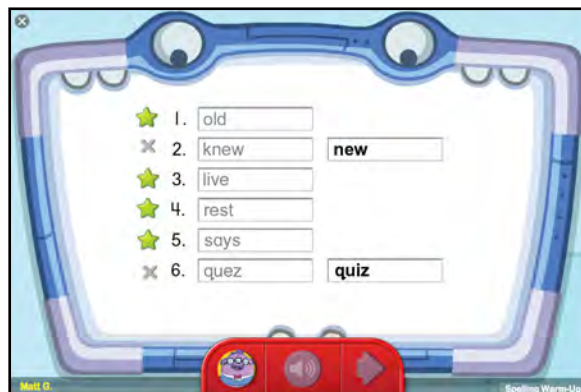 1. old
2. knew new
3. live
4. rest
5. says
6. quez quiz
Matt G. Spelling Warm-Up